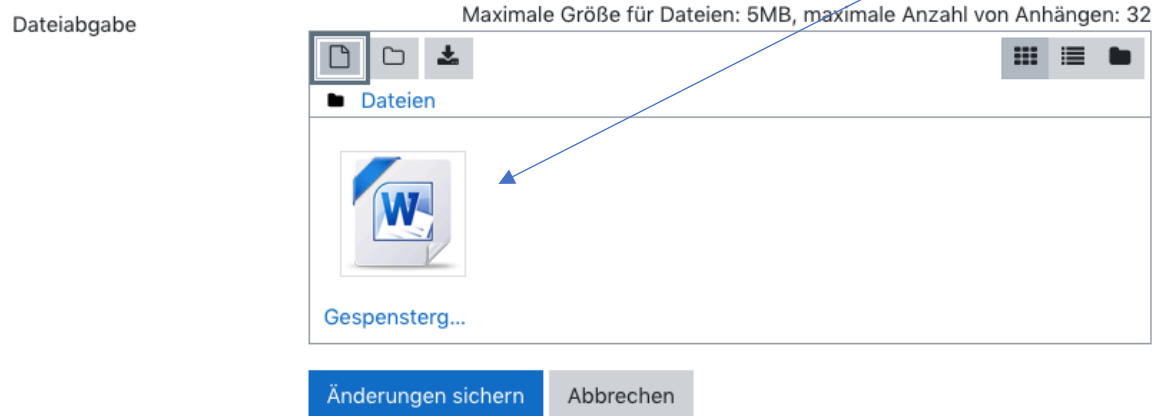 Dateiabgabe
Maximale Größe für Dateien: 5MB, maximale Anzahl von Anhängen: 32
Dateien
W
Gespensterg...
Änderungen sichern Abbrechen